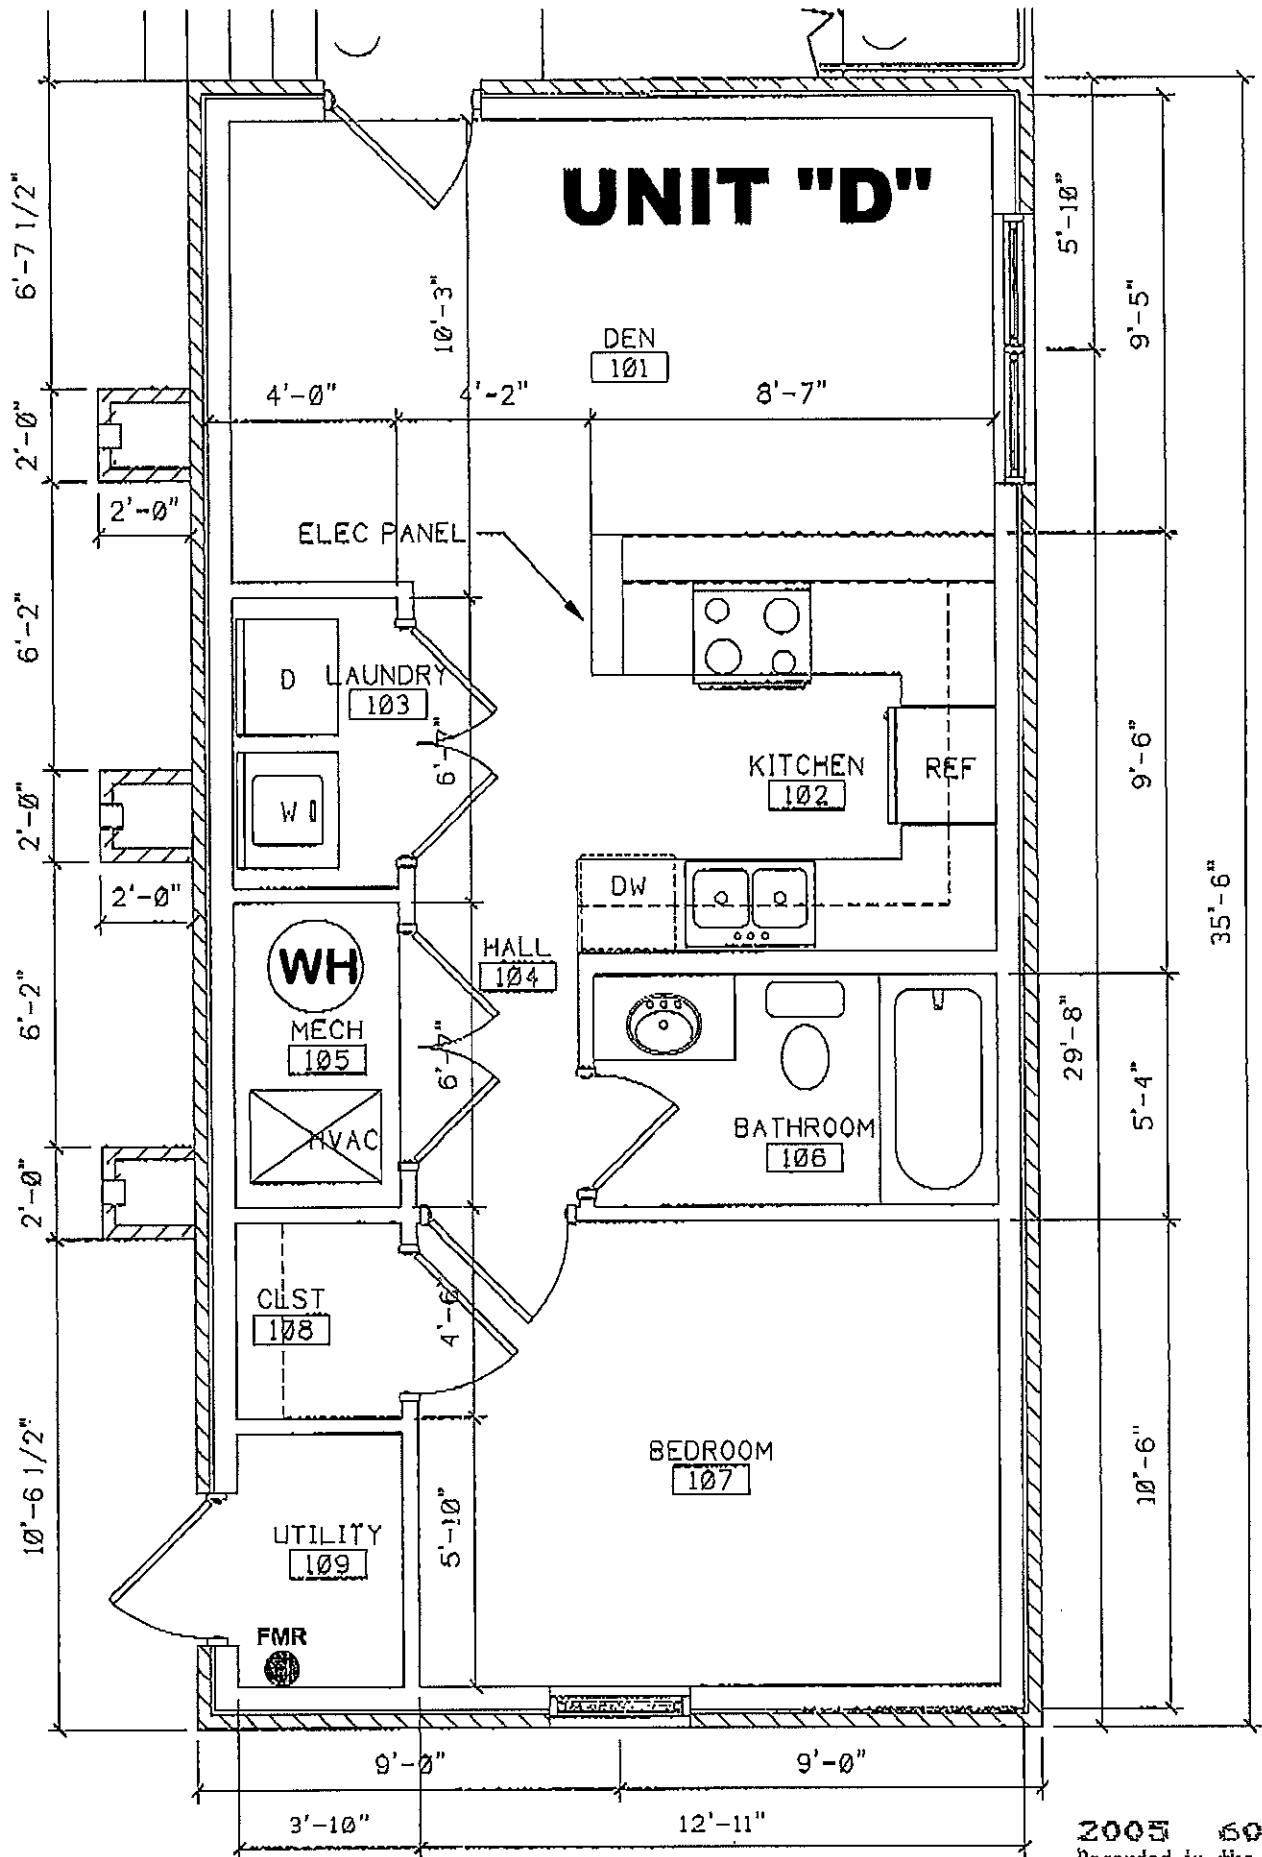 UNIT "D"
6'-7 1/2"
5'-10"
10'-3"
9'-5"
DEN
101
4'-0"
4'-2"
8'-7"
2'-0"
2'-0"
ELEC PANEL
6'-2"
D
LAUNDRY
103
6'-7"
KITCHEN
102
REF
9'-6"
W
2'-0"
2'-0"
DW
35'-6"
HALL
104
WH
MECH
105
6'-2"
6'-7"
29'-8"
5'-4"
HVAC
BATHROOM
106
2'-0"
CLST
108
4'-6"
BEDROOM
107
10'-6"
10'-6 1/2"
5'-10"
UTILITY
109
FMR
9'-0"
9'-0"
3'-10"
12'-11"
2005 60